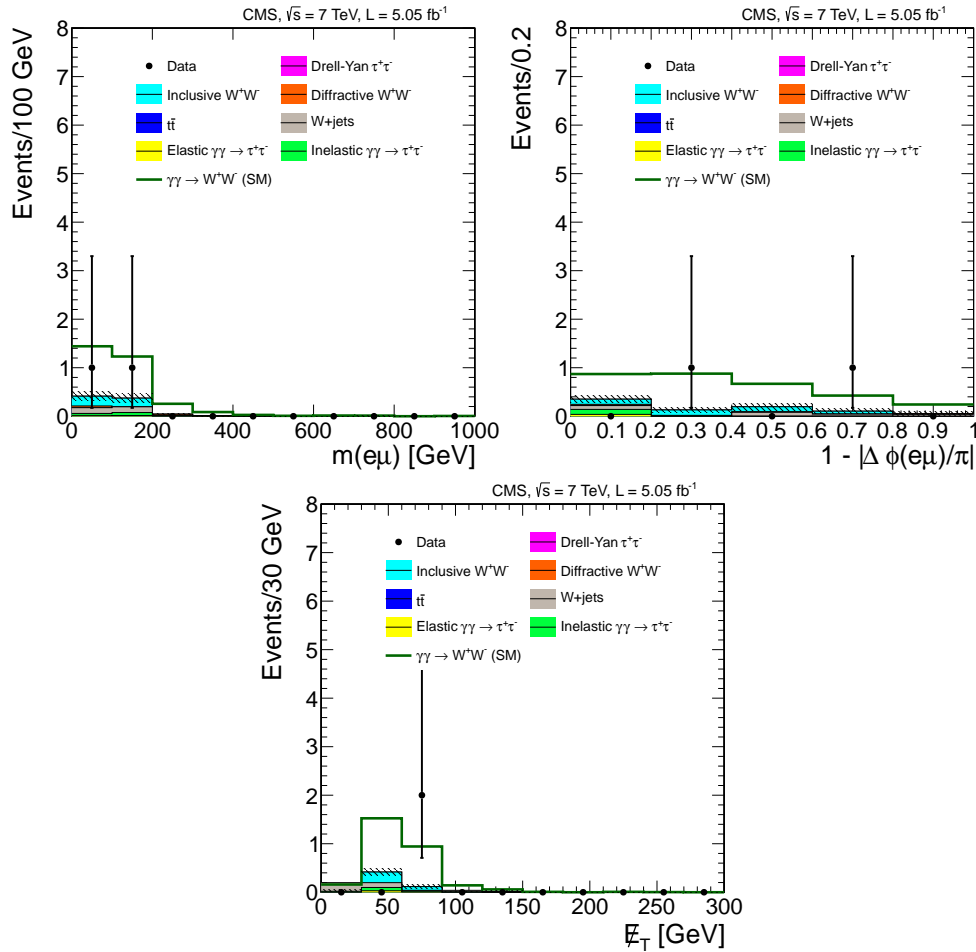 CMS, √s = 7 TeV, L = 5.05 fb⁻¹
Events/100 GeV
8
7
6
5
4
3
2
1
0
Data
Drell-Yan τ⁺τ⁻
Inclusive W⁺W⁻
Diffractive W⁺W⁻
tt̄
W+jets
Elastic γγ → τ⁺τ⁻
Inelastic γγ → τ⁺τ⁻
γγ → W⁺W⁻ (SM)
0 200 400 600 800 1000
m(eμ) [GeV]
CMS, √s = 7 TeV, L = 5.05 fb⁻¹
Events/0.2
8
7
6
5
4
3
2
1
0
Data
Drell-Yan τ⁺τ⁻
Inclusive W⁺W⁻
Diffractive W⁺W⁻
tt̄
W+jets
Elastic γγ → τ⁺τ⁻
Inelastic γγ → τ⁺τ⁻
γγ → W⁺W⁻ (SM)
0 0.1 0.2 0.3 0.4 0.5 0.6 0.7 0.8 0.9 1
1 - |Δ ϕ(eμ)/π|
CMS, √s = 7 TeV, L = 5.05 fb⁻¹
Events/30 GeV
8
7
6
5
4
3
2
1
0
Data
Drell-Yan τ⁺τ⁻
Inclusive W⁺W⁻
Diffractive W⁺W⁻
tt̄
W+jets
Elastic γγ → τ⁺τ⁻
Inelastic γγ → τ⁺τ⁻
γγ → W⁺W⁻ (SM)
0 50 100 150 200 250 300
E̸_T [GeV]